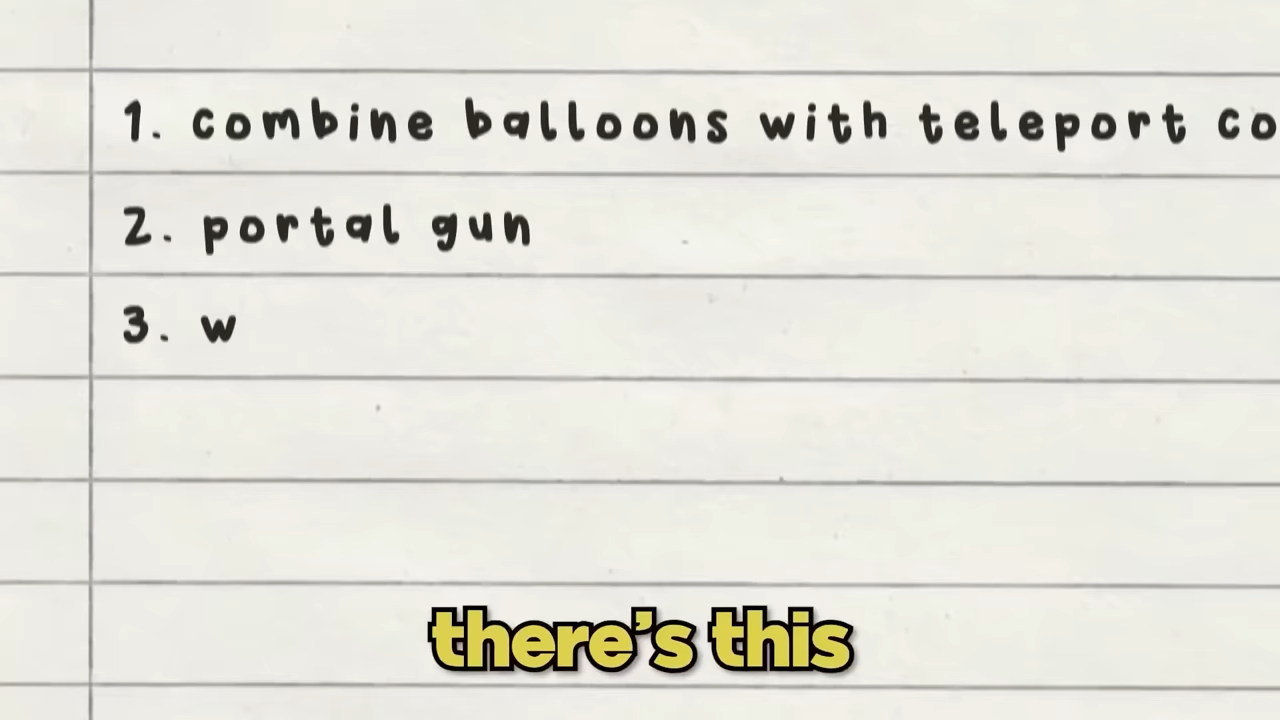 1. combine balloons with teleport co
2. portal gun
3. w
there's this